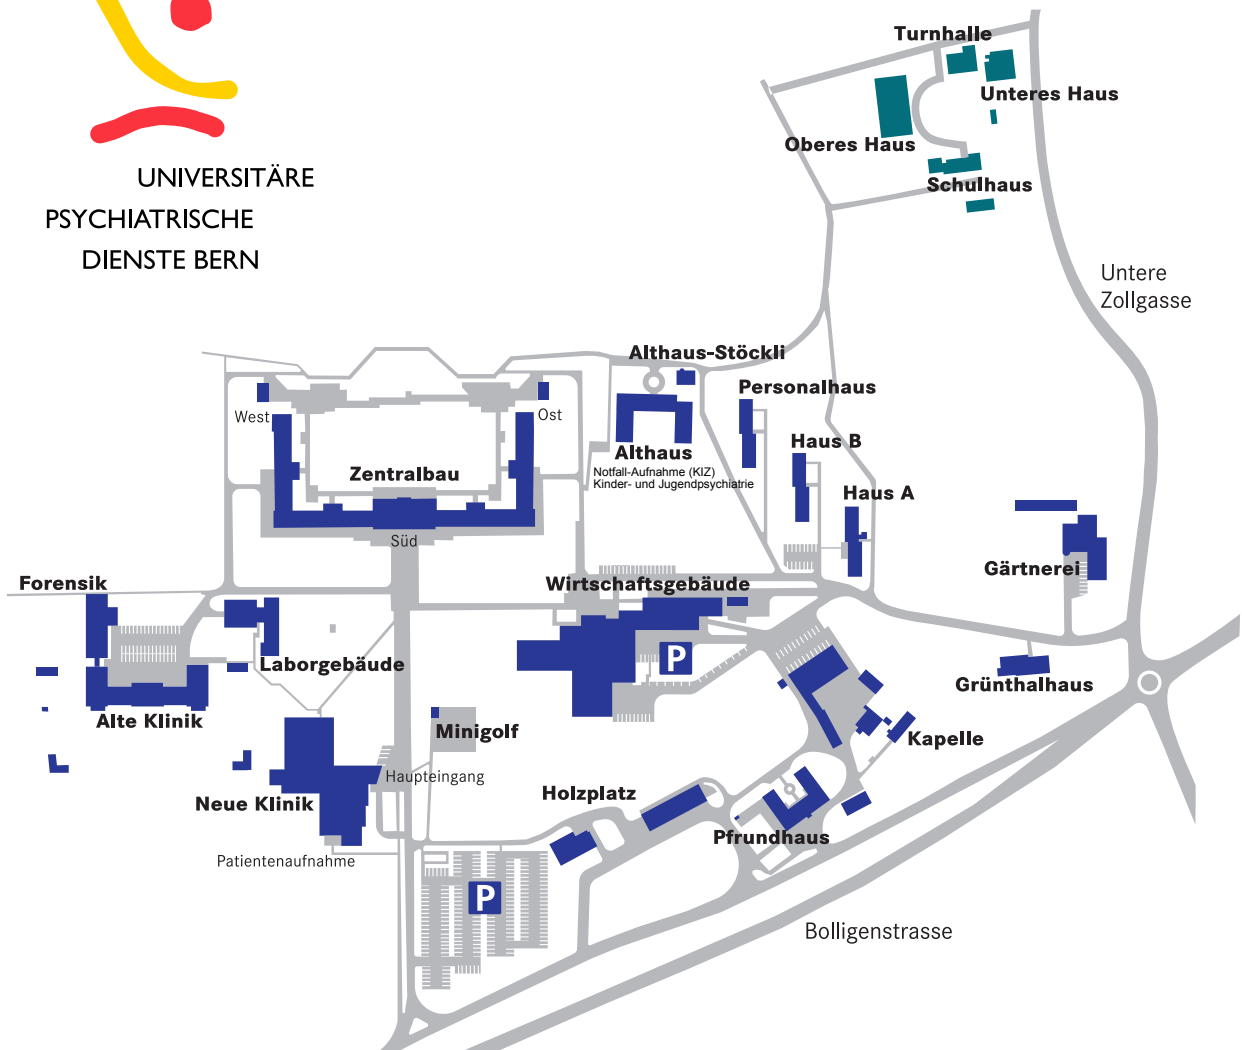 UNIVERSITÄRE
PSYCHIATRISCHE
DIENSTE BERN
Turnhalle
Unteres Haus
Oberes Haus
Schulhaus
Untere
Zollgasse
Althaus-Stöckli
Personalhaus
West
Ost
Haus B
Althaus
Notfall-Aufnahme (KIZ)
Kinder- und Jugendpsychiatrie
Zentralbau
Haus A
Süd
Gärtnerei
Forensik
Wirtschaftsgebäude
P
Laborgebäude
Grünthalhaus
Alte Klinik
Minigolf
Kapelle
Haupteingang
Neue Klinik
Holzplatz
Pfrundhaus
Patientenaufnahme
P
Bolligenstrasse